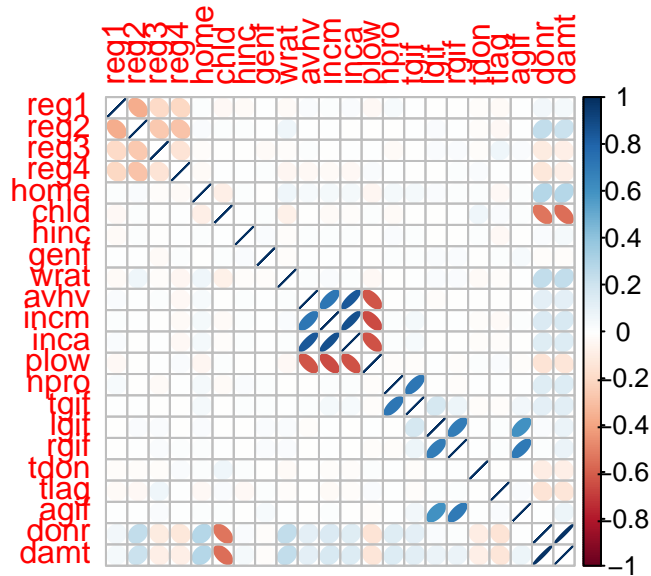 reg1 reg2 reg3 reg4 home chld hinc genf wrat avhv incm inca plow npro tgif lgif rgif tdon tlag agif donr damt
reg1
reg2
reg3
reg4
home
chld
hinc
genf
wrat
avhv
incm
inca
plow
npro
tgif
lgif
rgif
tdon
tlag
agif
donr
damt
1
0.8
0.6
0.4
0.2
0
-0.2
-0.4
-0.6
-0.8
-1